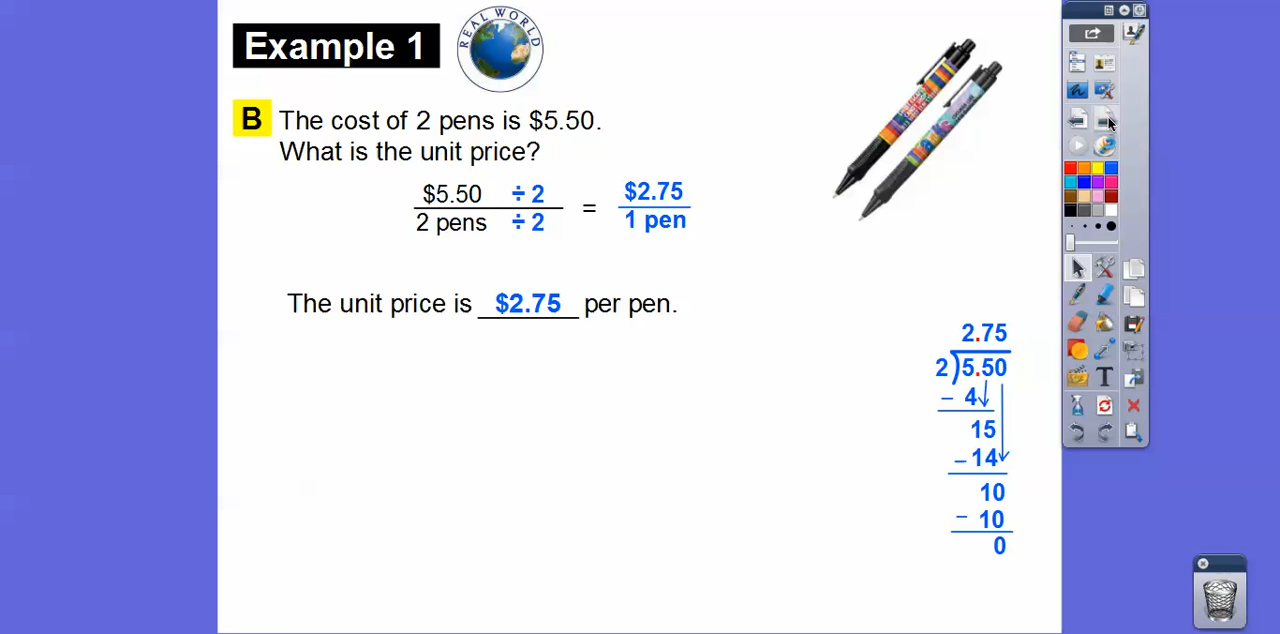 Example 1
REAL WORLD
B The cost of 2 pens is $5.50.
What is the unit price?
$5.50 ÷ 2 = $2.75
2 pens ÷ 2 1 pen
The unit price is $2.75 per pen.
2.75
2)5.50
- 4
15
- 14
10
- 10
0
T